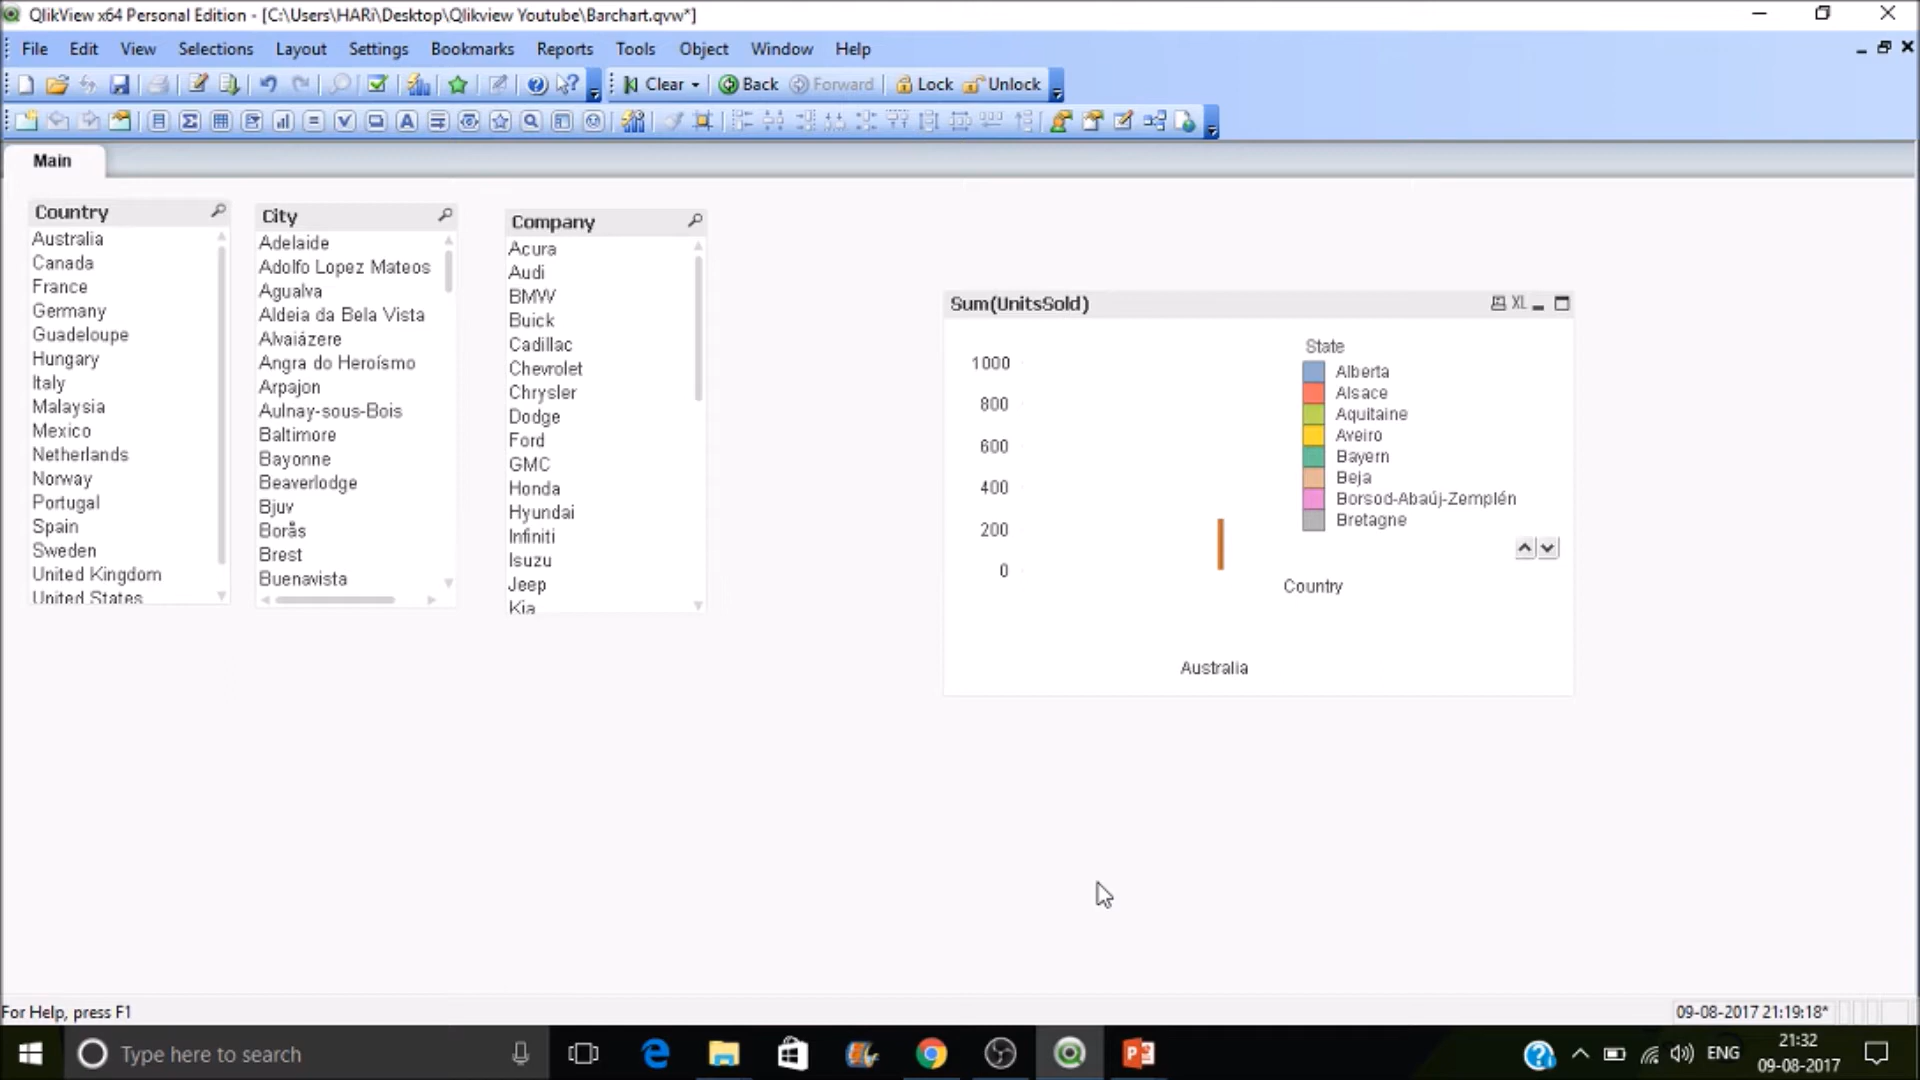 QlikView x64 Personal Edition - [C:\Users\HARi\Desktop\Qlikview Youtube\Barchart.qvw*]
File Edit View Selections Layout Settings Bookmarks Reports Tools Object Window Help
Clear Back Forward Lock Unlock
Main
Country
Australia
Canada
France
Germany
Guadeloupe
Hungary
Italy
Malaysia
Mexico
Netherlands
Norway
Portugal
Spain
Sweden
United Kingdom
United States
City
Adelaide
Adolfo Lopez Mateos
Agualva
Aldeia da Bela Vista
Alvaiázere
Angra do Heroísmo
Arpajon
Aulnay-sous-Bois
Baltimore
Bayonne
Beaverlodge
Bjuv
Borås
Brest
Buenavista
Company
Acura
Audi
BMW
Buick
Cadillac
Chevrolet
Chrysler
Dodge
Ford
GMC
Honda
Hyundai
Infiniti
Isuzu
Jeep
Kia
Sum(UnitsSold) XL
1000
800
600
400
200
0
State
Alberta
Alsace
Aquitaine
Aveiro
Bayern
Beja
Borsod-Abaúj-Zemplén
Bretagne
Country
Australia
For Help, press F1
09-08-2017 21:19:18*
Type here to search
ENG
21:32
09-08-2017